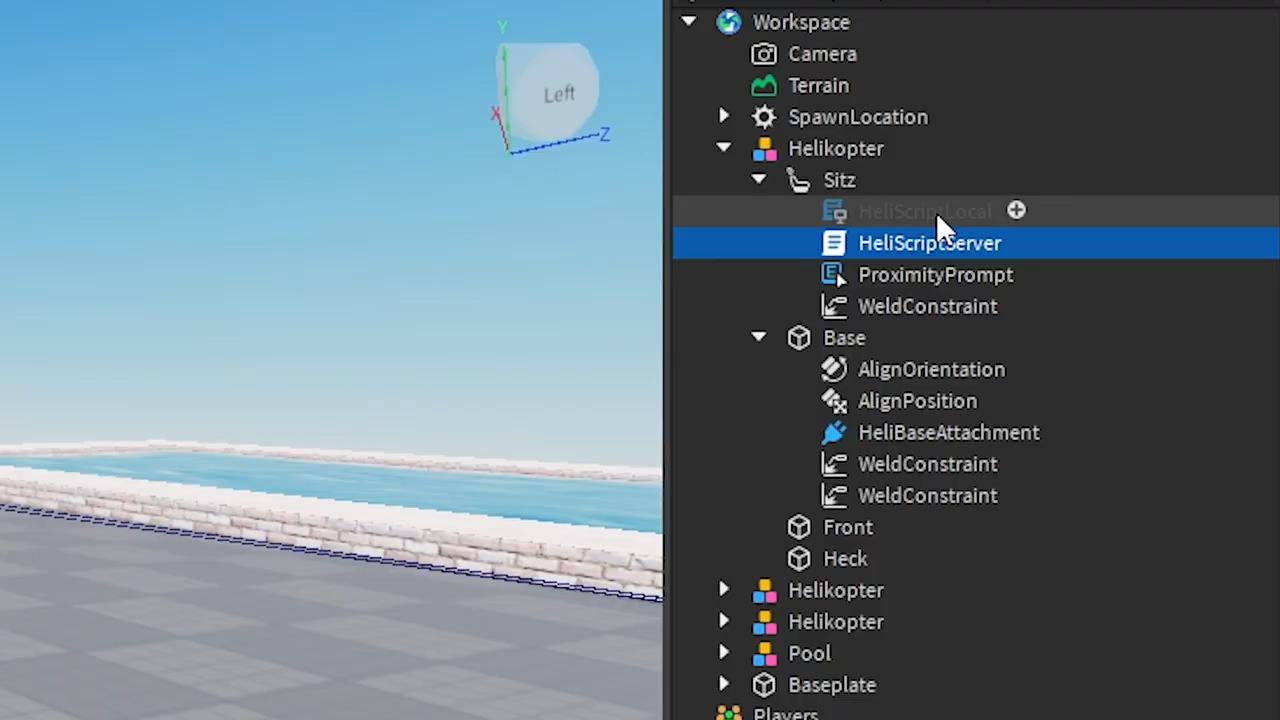 Y
Left
X
Z
Workspace
Camera
Terrain
SpawnLocation
Helikopter
Sitz
HeliScriptLocal
HeliScriptServer
ProximityPrompt
WeldConstraint
Base
AlignOrientation
AlignPosition
HeliBaseAttachment
WeldConstraint
WeldConstraint
Front
Heck
Helikopter
Helikopter
Pool
Baseplate
Players